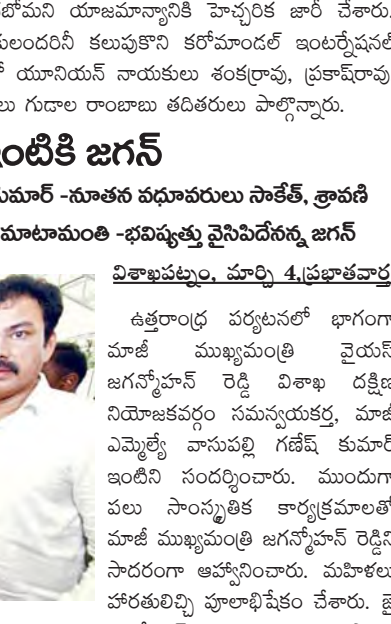 బోమని యాజమాన్యానికి హెచ్చరిక జారీ చేశారు.
కులందరినీ కలుపుకొని కరోమాండల్ ఇంటర్నేషనల్
యూనియన్ నాయకులు శంకర్రావు, ప్రకాష్‌రావు
లు గుడాల రాంబాబు తదితరులు పాల్గొన్నారు.
ఇంటికి జగన్
కుమార్ -నూతన వధూవరులు సాకేత్, శ్రావణి
మాటామంతి -భవిష్యత్తు వైసిపిదేనన్న జగన్
విశాఖపట్నం, మార్చి 4,ప్రభాతవార్త
ఉత్తరాంధ్ర పర్యటనలో భాగంగా
మాజీ ముఖ్యమంత్రి వైయస్
జగన్మోహన్ రెడ్డి విశాఖ దక్షిణ
నియోజకవర్గం సమన్వయకర్త, మాజీ
ఎమ్మెల్యే వాసుపల్లి గణేష్ కుమార్
ఇంటిని సందర్శించారు. ముందుగా
పలు సాంస్కృతిక కార్యక్రమాలతో
మాజీ ముఖ్యమంత్రి జగన్మోహన్ రెడ్డిని
సాదరంగా ఆహ్వానించారు. మహిళలు
హారతులిచ్చి పూలాభిషేకం చేశారు. జై